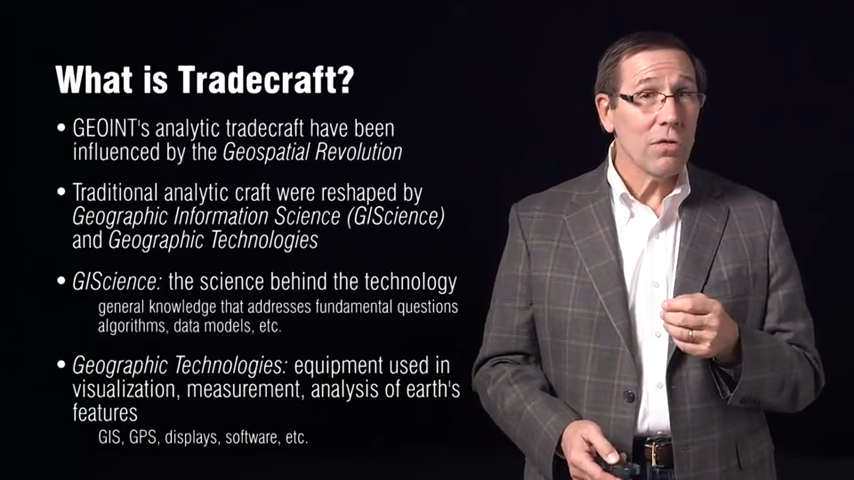 What is Tradecraft?
• GEOINT's analytic tradecraft have been
influenced by the Geospatial Revolution
• Traditional analytic craft were reshaped by
Geographic Information Science (GIScience)
and Geographic Technologies
• GIScience: the science behind the technology
general knowledge that addresses fundamental questions
algorithms, data models, etc.
• Geographic Technologies: equipment used in
visualization, measurement, analysis of earth's
features
GIS, GPS, displays, software, etc.